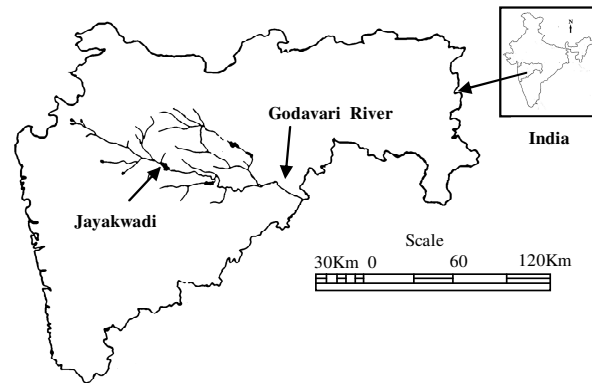 N
India
Godavari River
Jayakwadi
Scale
30Km 0 60 120Km